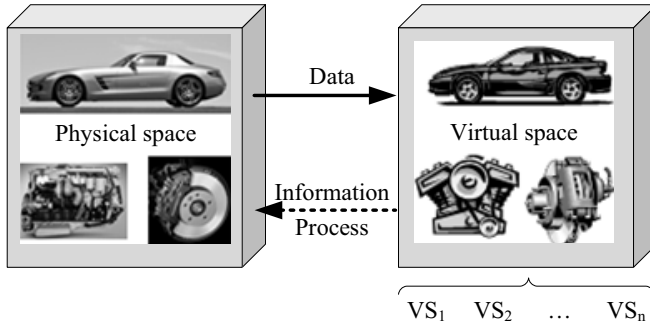 Data
Physical space
Virtual space
Information
Process
VS₁ VS₂ … VSₙ